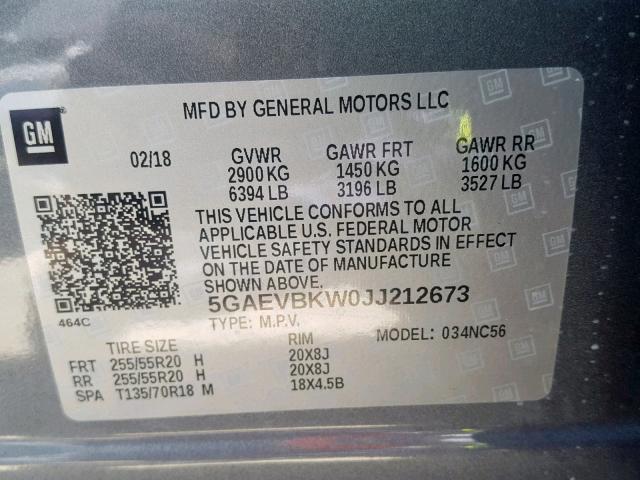 MFD BY GENERAL MOTORS LLC
GM
02/18 GVWR GAWR FRT GAWR RR
2900 KG 1450 KG 1600 KG
6394 LB 3196 LB 3527 LB
THIS VEHICLE CONFORMS TO ALL
APPLICABLE U.S. FEDERAL MOTOR
VEHICLE SAFETY STANDARDS IN EFFECT
ON THE DATE OF MANUFACTURE
SHOWN ABOVE.
5GAEVBKW0JJ212673
464C
TYPE: M.P.V. MODEL: 034NC56
TIRE SIZE RIM
FRT 255/55R20 H 20X8J
RR 255/55R20 H 20X8J
SPA T135/70R18 M 18X4.5B